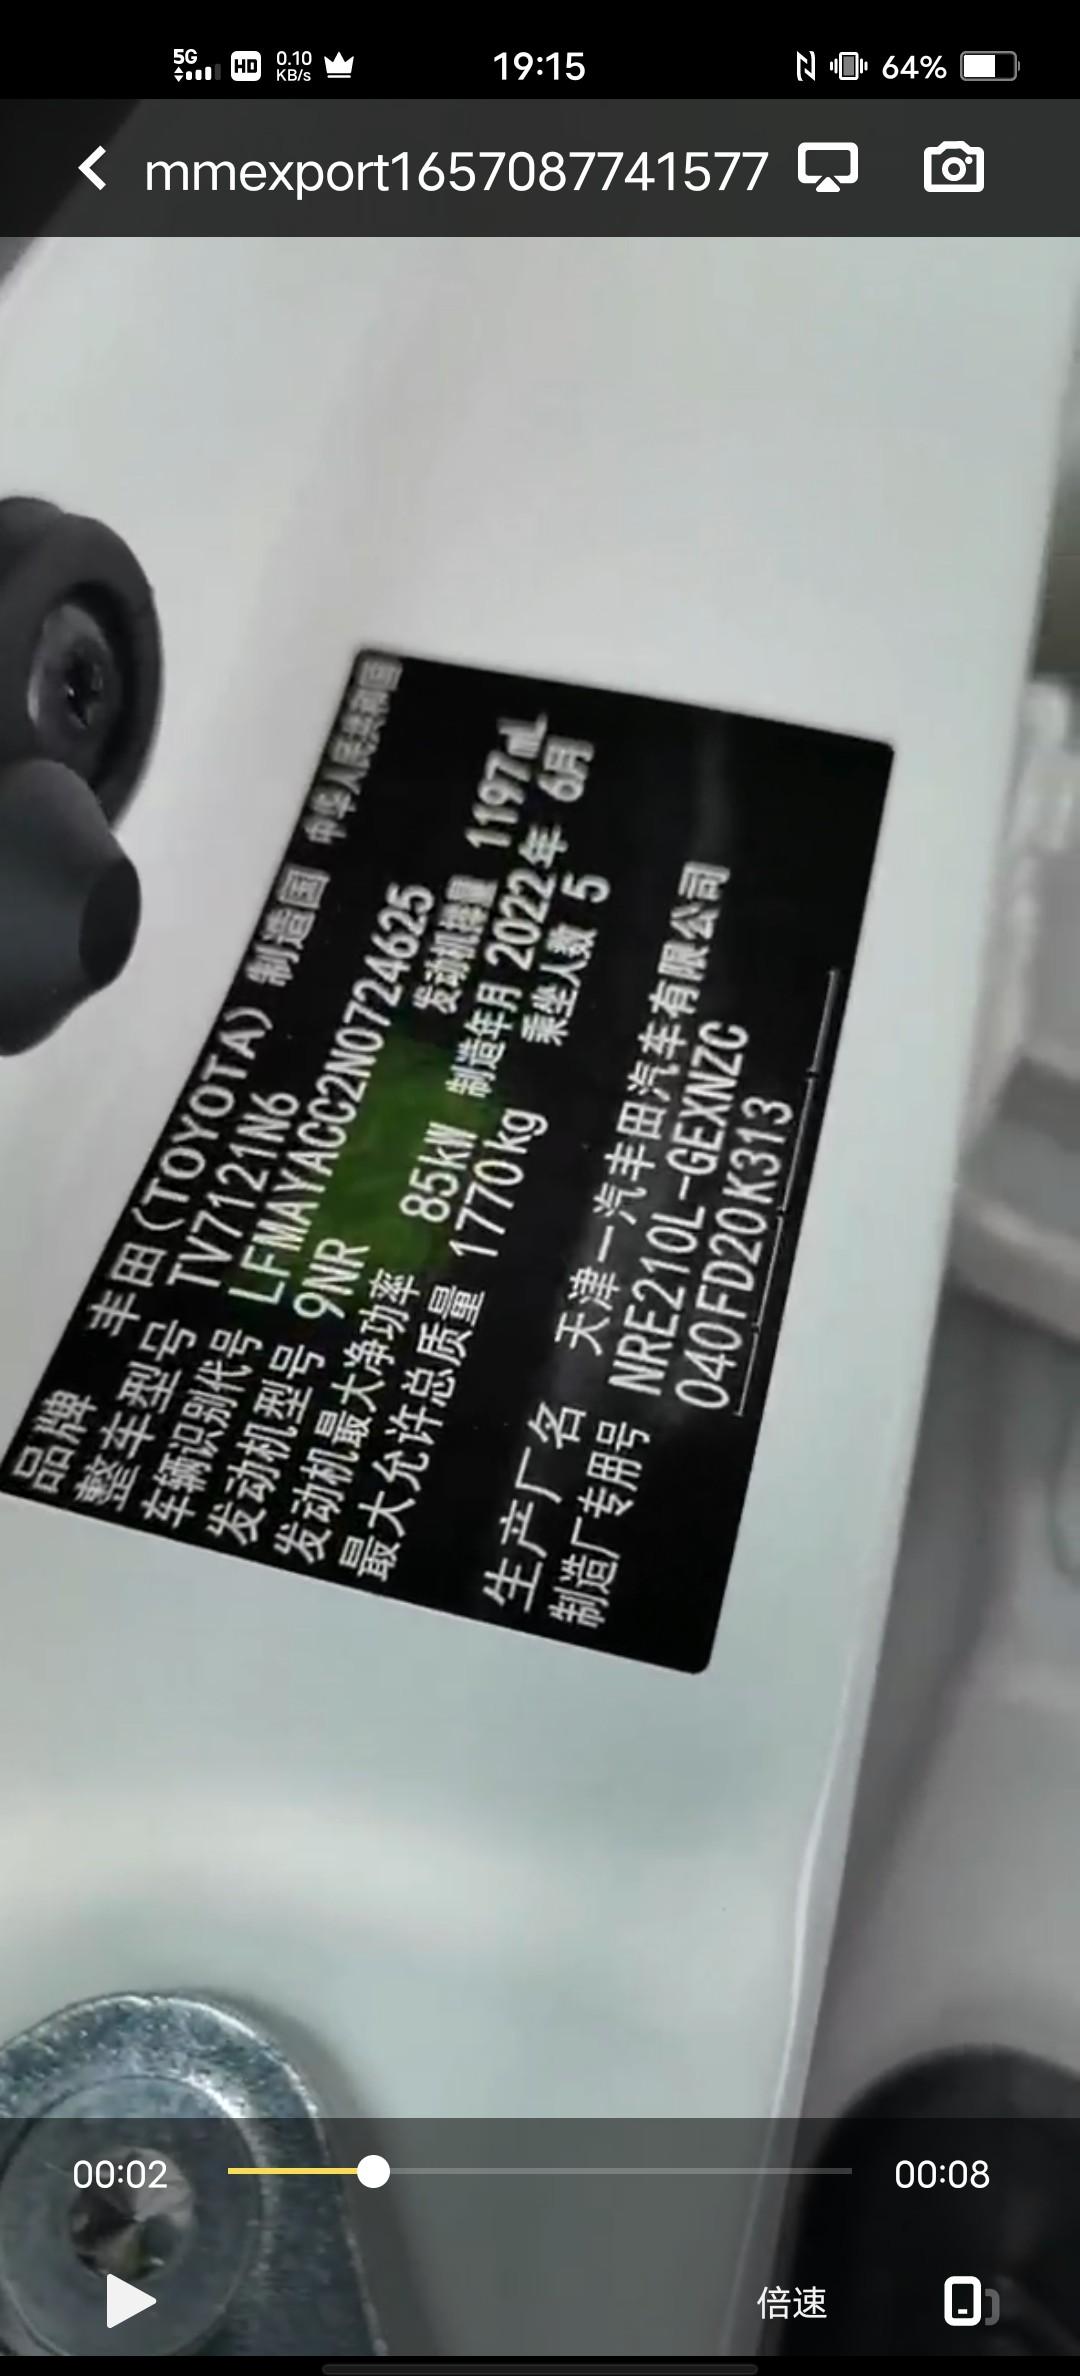 5G HD 0.10 KB/s 19:15 64%
mmexport1657087741577
品牌 丰田(TOYOTA) 制造国 中华人民共和国
整车型号 TV7121N6
车辆识别代号 LFMAYACC2N0724625
发动机型号 9NR 发动机排量 1197mL
发动机最大净功率 85kW 制造年月 2022年 6月
最大允许总质量 1770kg 乘坐人数 5
生产厂名 天津一汽丰田汽车有限公司
制造厂专用号 NRE210L-GEXNZC
040FD20K313
00:02 00:08
倍速